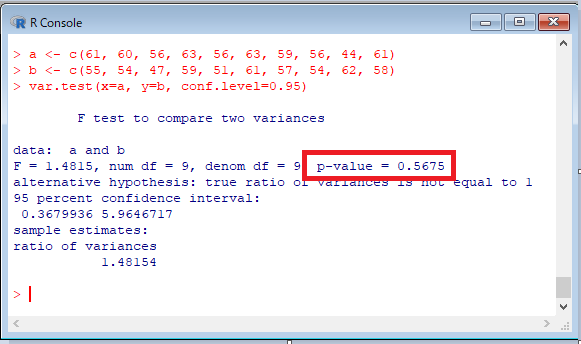 R Console
> a <- c(61, 60, 56, 63, 56, 63, 59, 56, 44, 61)
> b <- c(55, 54, 47, 59, 51, 61, 57, 54, 62, 58)
> var.test(x=a, y=b, conf.level=0.95)
F test to compare two variances
data: a and b
F = 1.4815, num df = 9, denom df = 9, p-value = 0.5675
alternative hypothesis: true ratio of variances is not equal to 1
95 percent confidence interval:
0.3679936 5.9646717
sample estimates:
ratio of variances
1.48154
>